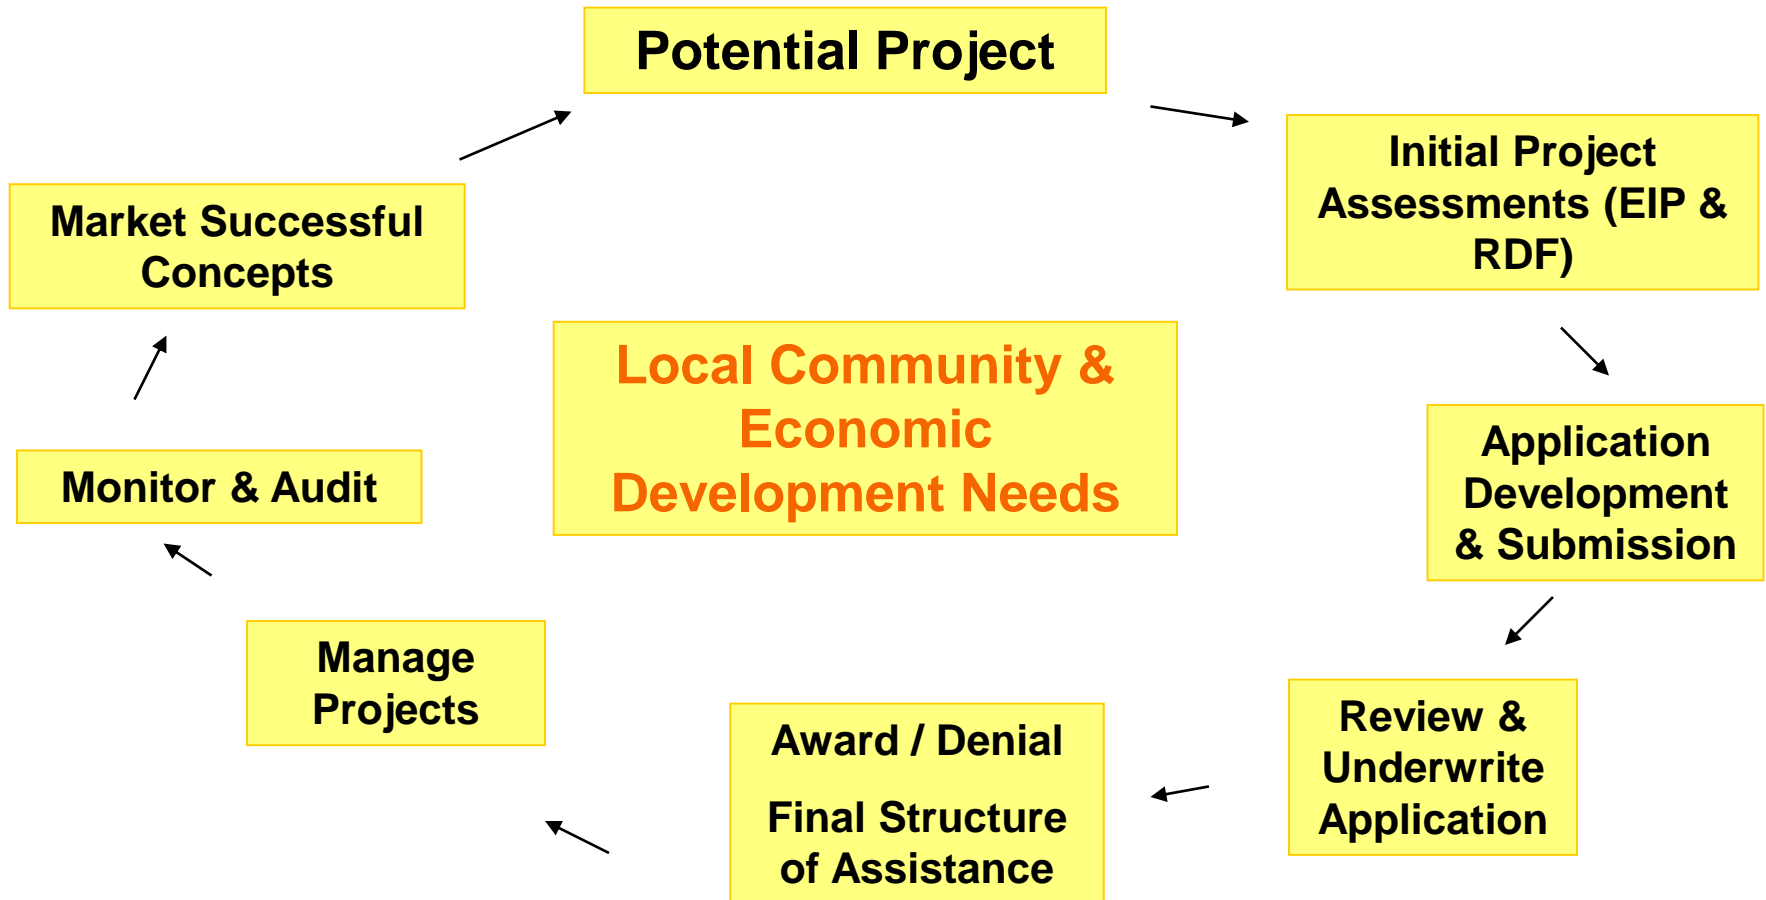 Potential Project
Initial Project
Assessments (EIP &
RDF)
Market Successful
Concepts
Local Community &
Economic
Development Needs
Application
Development
& Submission
Monitor & Audit
Manage
Projects
Review &
Underwrite
Application
Award / Denial
Final Structure
of Assistance